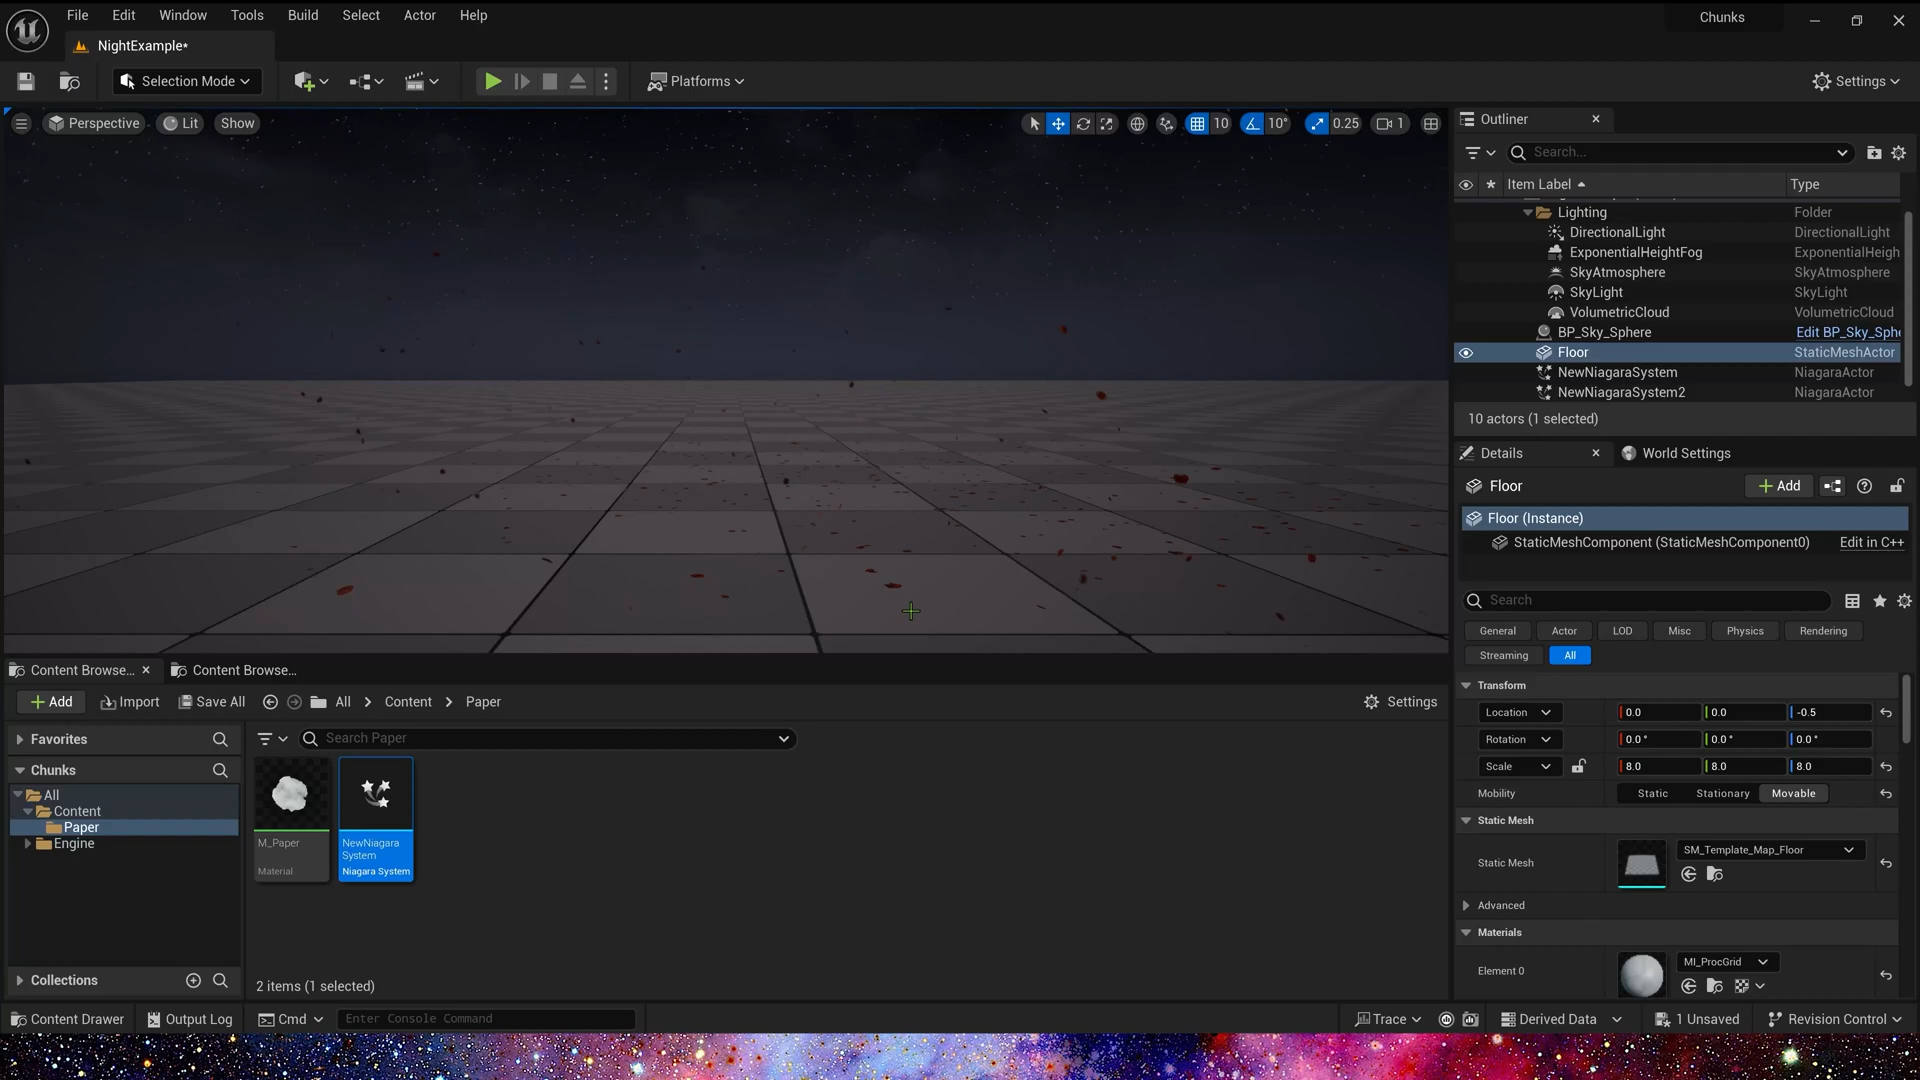 File Edit Window Tools Build Select Actor Help
Chunks
NightExample*
Selection Mode
Platforms
Settings
Perspective
Lit
Show
10
10°
0.25
1
Outliner
Search...
Item Label
Type
Lighting Folder
DirectionalLight DirectionalLight
ExponentialHeightFog ExponentialHeigh
SkyAtmosphere SkyAtmosphere
SkyLight SkyLight
VolumetricCloud VolumetricCloud
BP_Sky_Sphere Edit BP_Sky_Sph
Floor StaticMeshActor
NewNiagaraSystem NiagaraActor
NewNiagaraSystem2 NiagaraActor
10 actors (1 selected)
Details
World Settings
Floor
+ Add
Floor (Instance)
StaticMeshComponent (StaticMeshComponent0) Edit in C++
Search
General Actor LOD Misc Physics Rendering
Streaming All
Transform
Location 0.0 0.0 -0.5
Rotation 0.0° 0.0° 0.0°
Scale 8.0 8.0 8.0
Mobility Static Stationary Movable
Static Mesh
Static Mesh SM_Template_Map_Floor
Advanced
Materials
Element 0 MI_ProcGrid
Content Browse... Content Browse...
+ Add Import Save All All > Content > Paper Settings
Favorites
Search Paper
Chunks
All
Content
Paper
Engine
Collections
M_Paper
Material
NewNiagara
System
Niagara System
2 items (1 selected)
Content Drawer Output Log Cmd Enter Console Command Trace Derived Data 1 Unsaved Revision Control